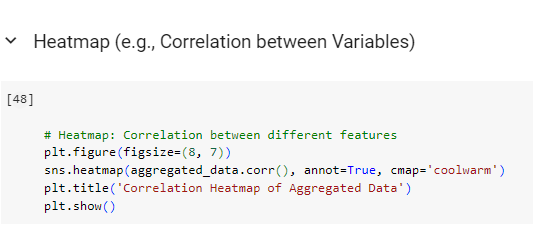 Heatmap (e.g., Correlation between Variables)
[48]
# Heatmap: Correlation between different features
plt.figure(figsize=(8, 7))
sns.heatmap(aggregated_data.corr(), annot=True, cmap='coolwarm')
plt.title('Correlation Heatmap of Aggregated Data')
plt.show()